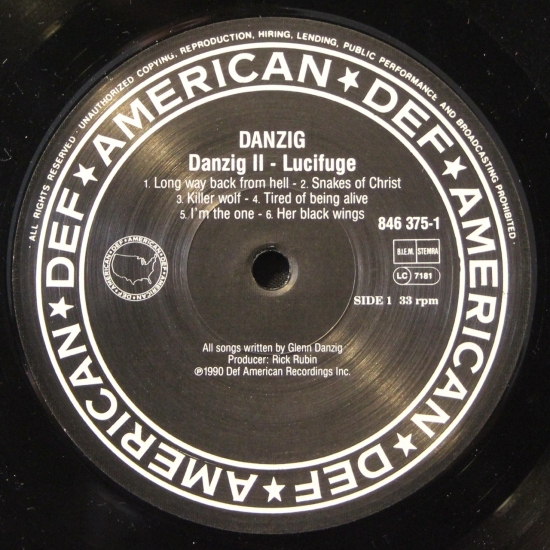 · ALL RIGHTS RESERVED · UNAUTHORIZED COPYING, REPRODUCTION, HIRING, LENDING, PUBLIC PERFORMANCE AND BROADCASTING PROHIBITED ·
DEF ★ AMERICAN ★ DEF ★ AMERICAN ★ DEF ★ AMERICAN ★
DANZIG
Danzig II - Lucifuge
1. Long way back from hell - 2. Snakes of Christ
3. Killer wolf - 4. Tired of being alive
5. I'm the one - 6. Her black wings
846 375-1
DEF ★ AMERICAN ★ DEF ★ AMERICAN
B.I.E.M. STEMRA
LC 7181
SIDE 1 33 rpm
All songs written by Glenn Danzig
Producer: Rick Rubin
℗1990 Def American Recordings Inc.